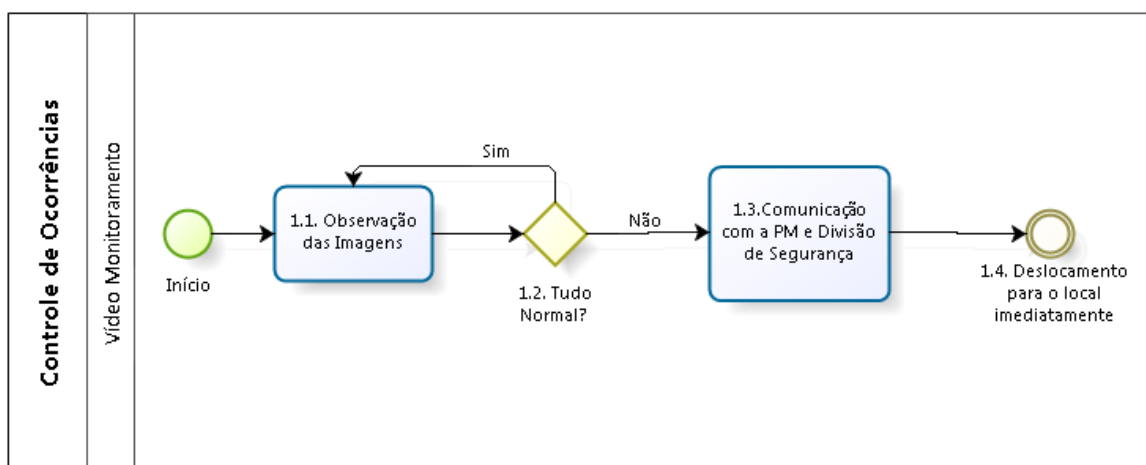 Controle de Ocorrências
Vídeo Monitoramento
Início
1.1. Observação
das Imagens
Sim
1.2. Tudo
Normal?
Não
1.3.Comunicação
com a PM e Divisão
de Segurança
1.4. Deslocamento
para o local
imediatamente